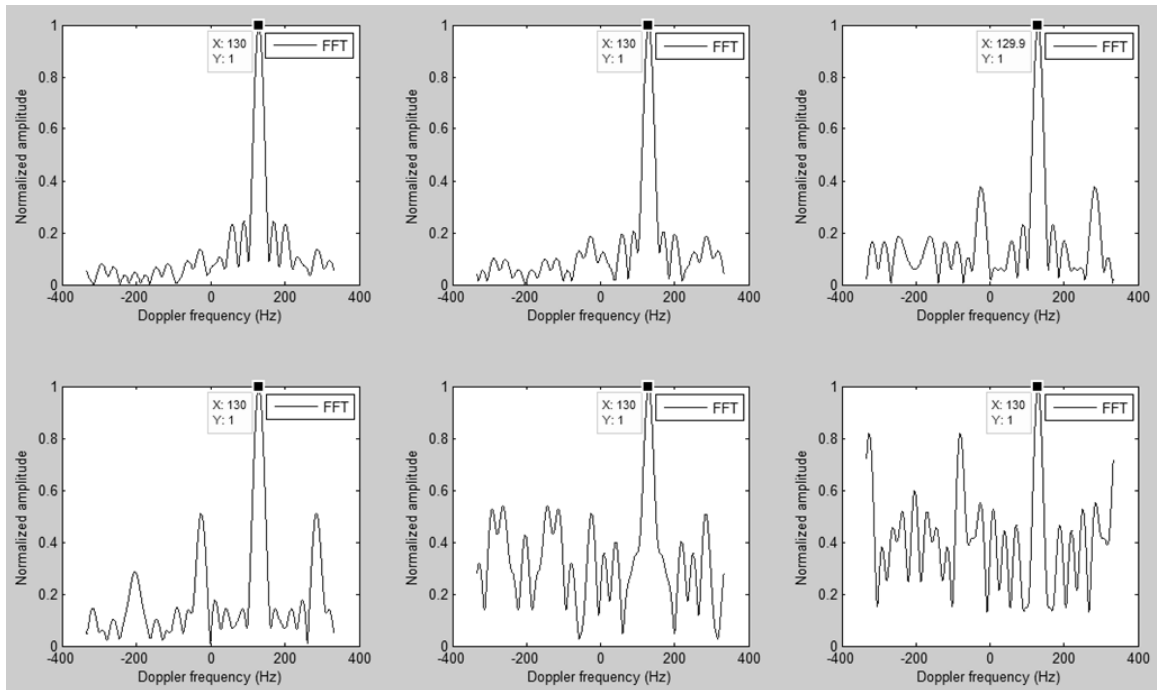 1
X: 130
Y: 1
FFT
0.8
0.6
0.4
0.2
0
-400
-200
0
200
400
Normalized amplitude
Doppler frequency (Hz)
1
X: 130
Y: 1
FFT
0.8
0.6
0.4
0.2
0
-400
-200
0
200
400
Normalized amplitude
Doppler frequency (Hz)
1
X: 129.9
Y: 1
FFT
0.8
0.6
0.4
0.2
0
-400
-200
0
200
400
Normalized amplitude
Doppler frequency (Hz)
1
X: 130
Y: 1
FFT
0.8
0.6
0.4
0.2
0
-400
-200
0
200
400
Normalized amplitude
Doppler frequency (Hz)
1
X: 130
Y: 1
FFT
0.8
0.6
0.4
0.2
0
-400
-200
0
200
400
Normalized amplitude
Doppler frequency (Hz)
1
X: 130
Y: 1
FFT
0.8
0.6
0.4
0.2
0
-400
-200
0
200
400
Normalized amplitude
Doppler frequency (Hz)